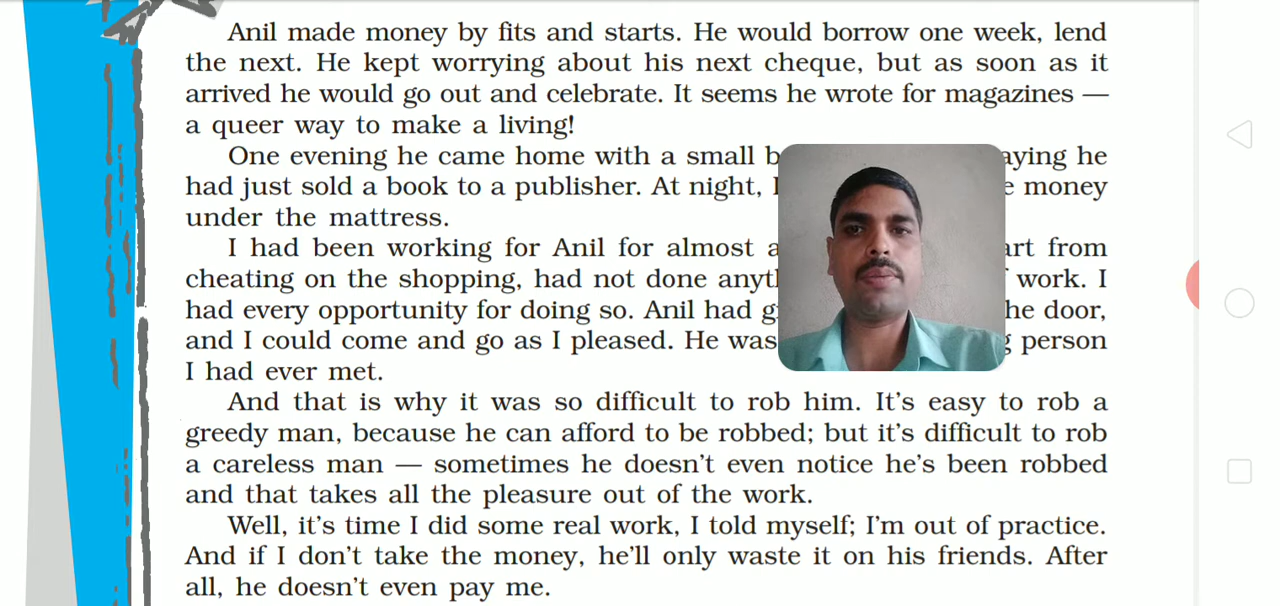 Anil made money by fits and starts. He would borrow one week, lend
the next. He kept worrying about his next cheque, but as soon as it
arrived he would go out and celebrate. It seems he wrote for magazines —
a queer way to make a living!
One evening he came home with a small he
had just sold a book to a publisher. At night, I money
under the mattress.
I had been working for Anil for almost from
cheating on the shopping, had not done work. I
had every opportunity for doing so. Anil had door,
and I could come and go as I pleased. He was person
I had ever met.
And that is why it was so difficult to rob him. It's easy to rob a
greedy man, because he can afford to be robbed; but it's difficult to rob
a careless man — sometimes he doesn't even notice he's been robbed
and that takes all the pleasure out of the work.
Well, it's time I did some real work, I told myself; I'm out of practice.
And if I don't take the money, he'll only waste it on his friends. After
all, he doesn't even pay me.